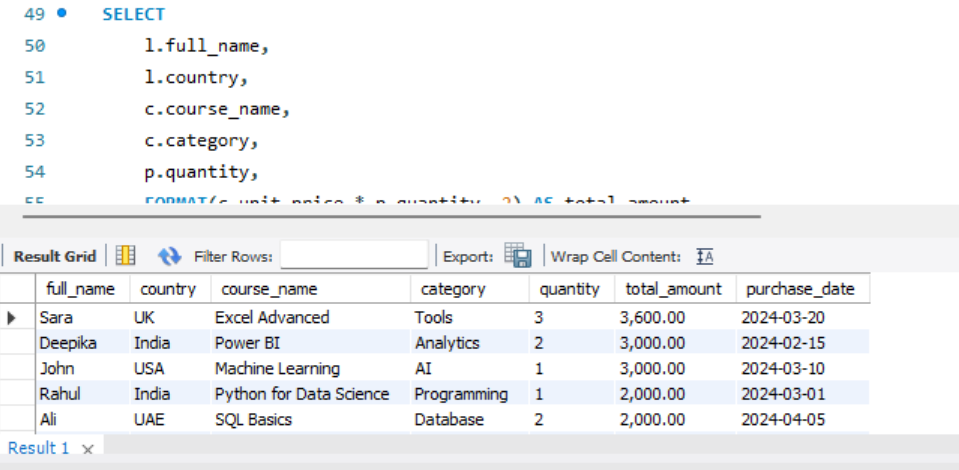 49 SELECT
50 l.full_name,
51 l.country,
52 c.course_name,
53 c.category,
54 p.quantity,
55 FORMAT(c.unit_price * p.quantity, 2) AS total_amount
Result Grid Filter Rows: Export: Wrap Cell Content: IA
full_name country course_name category quantity total_amount purchase_date
Sara UK Excel Advanced Tools 3 3,600.00 2024-03-20
Deepika India Power BI Analytics 2 3,000.00 2024-02-15
John USA Machine Learning AI 1 3,000.00 2024-03-10
Rahul India Python for Data Science Programming 1 2,000.00 2024-03-01
Ali UAE SQL Basics Database 2 2,000.00 2024-04-05
Result 1 ×